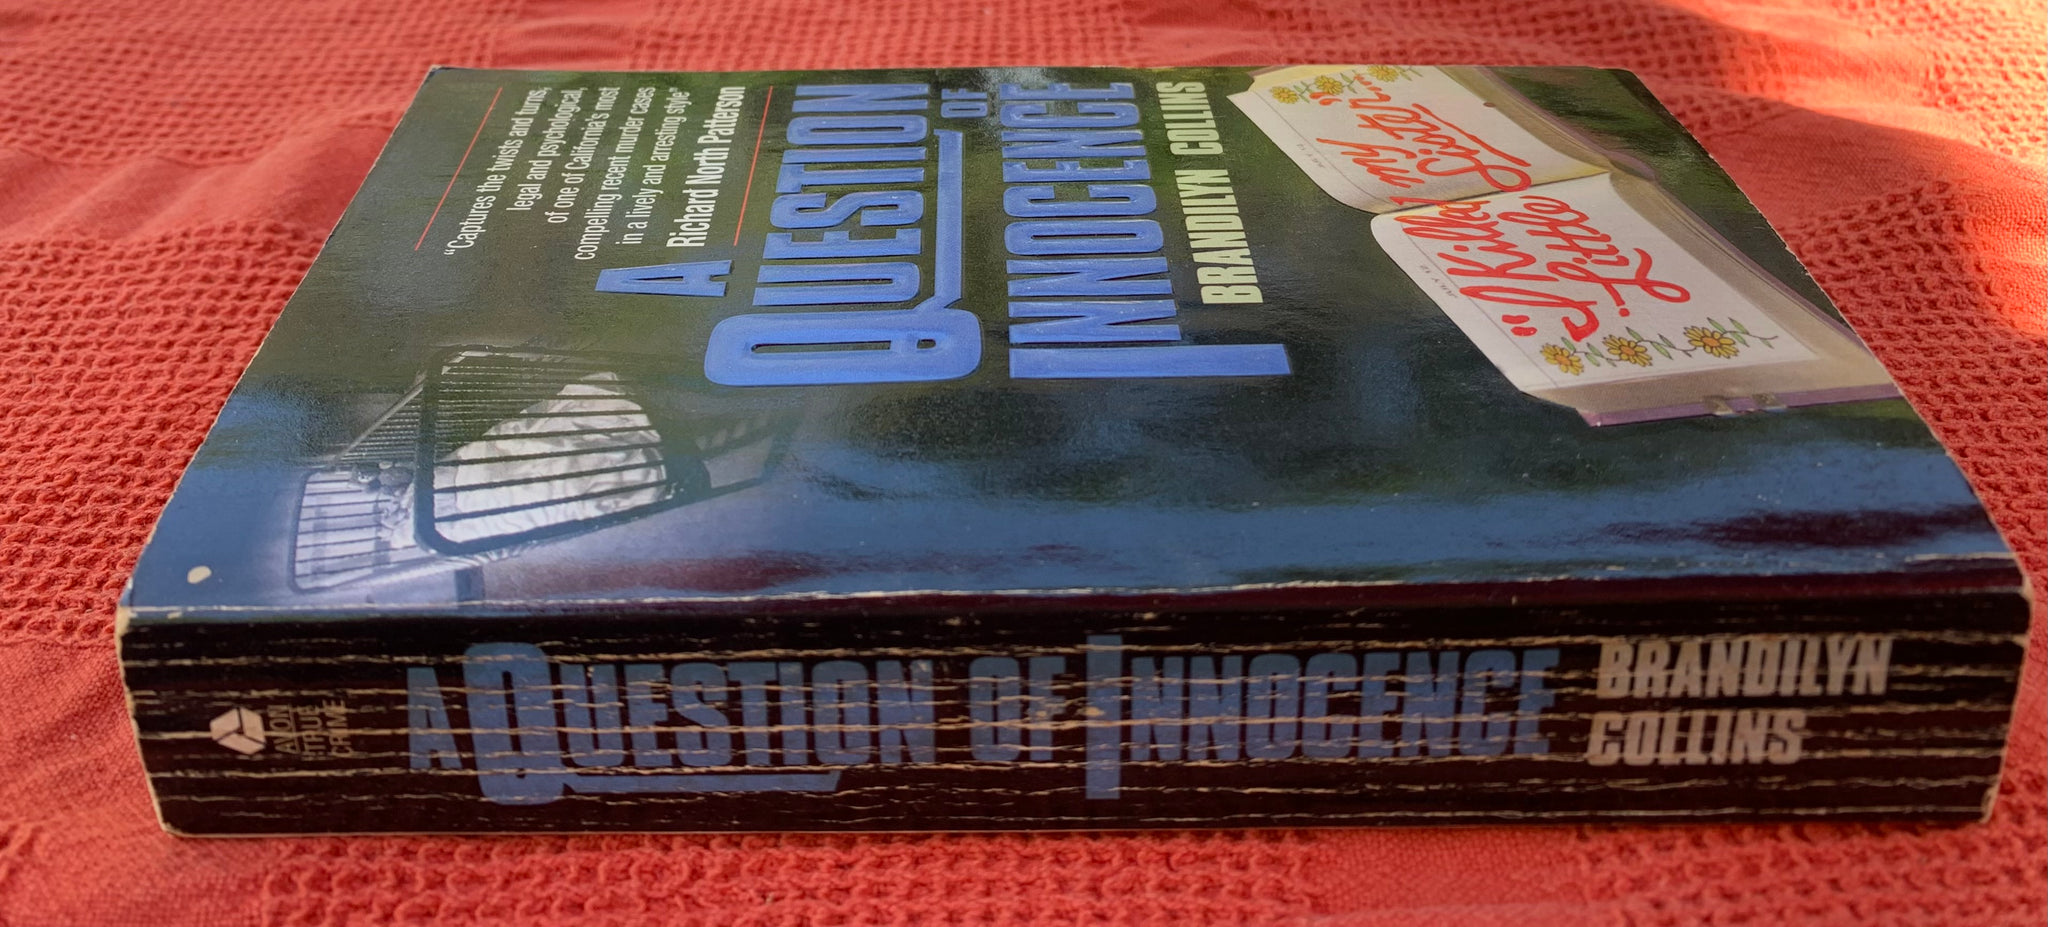 "Captures the twists and turns,
legal and psychological,
of one of California's most
compelling recent murder cases
in a lively and arresting style"
Richard North Patterson
A
QUESTION
OF
INNOCENCE
BRANDILYN COLLINS
JULY 12
"I Killed my
Little Sister..."
AVON
TRUE
CRIME
A QUESTION OF INNOCENCE
BRANDILYN
COLLINS